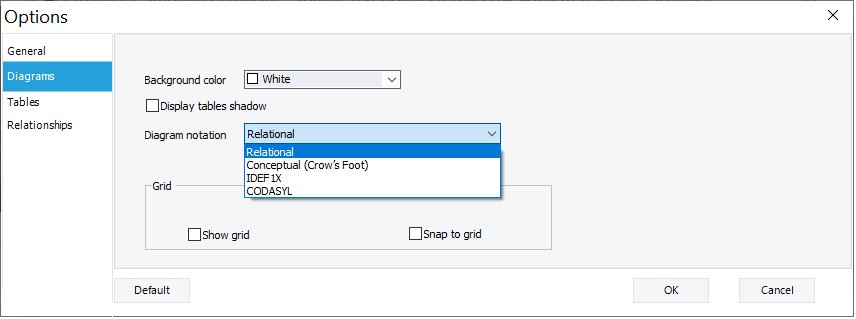 Options
General
Diagrams
Tables
Relationships
Background color White
Display tables shadow
Diagram notation Relational
Relational
Conceptual (Crow's Foot)
IDEF1X
CODASYL
Grid
Show grid Snap to grid
Default OK Cancel